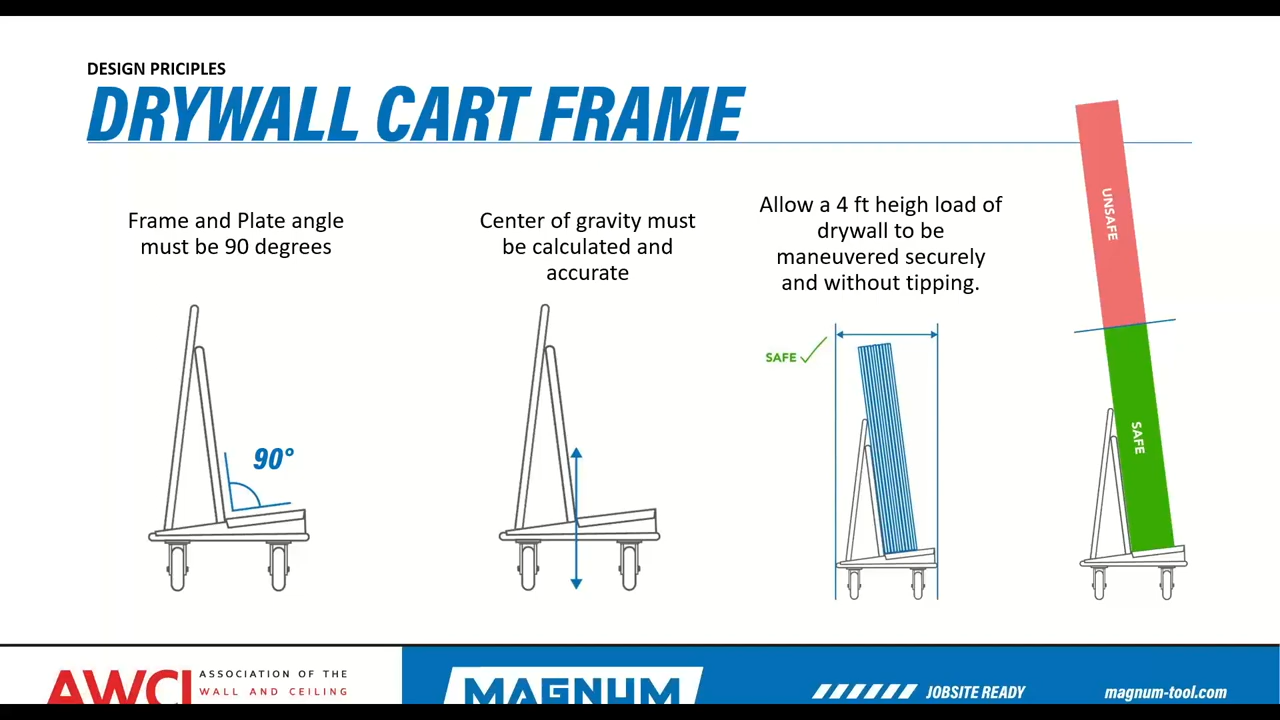 DESIGN PRICIPLES
DRYWALL CART FRAME
Frame and Plate angle
must be 90 degrees
90°
Center of gravity must
be calculated and
accurate
Allow a 4 ft heigh load of
drywall to be
maneuvered securely
and without tipping.
SAFE
UNSAFE
SAFE
AWCI
ASSOCIATION OF THE
WALL AND CEILING
MAGNUM
JOBSITE READY
magnum-tool.com